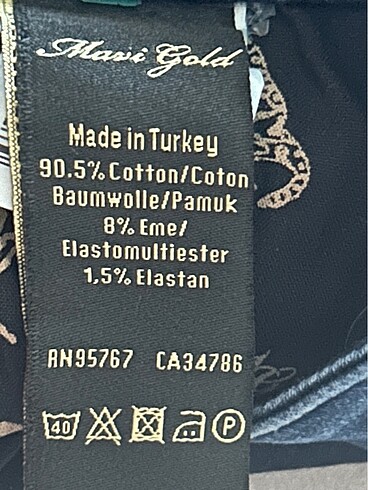 Mavi Gold
Made in Turkey
90.5% Cotton/Coton
Baumwolle/Pamuk
8% Eme/
Elastomultiester
1,5% Elastan
RN95767 CA34786
40 P